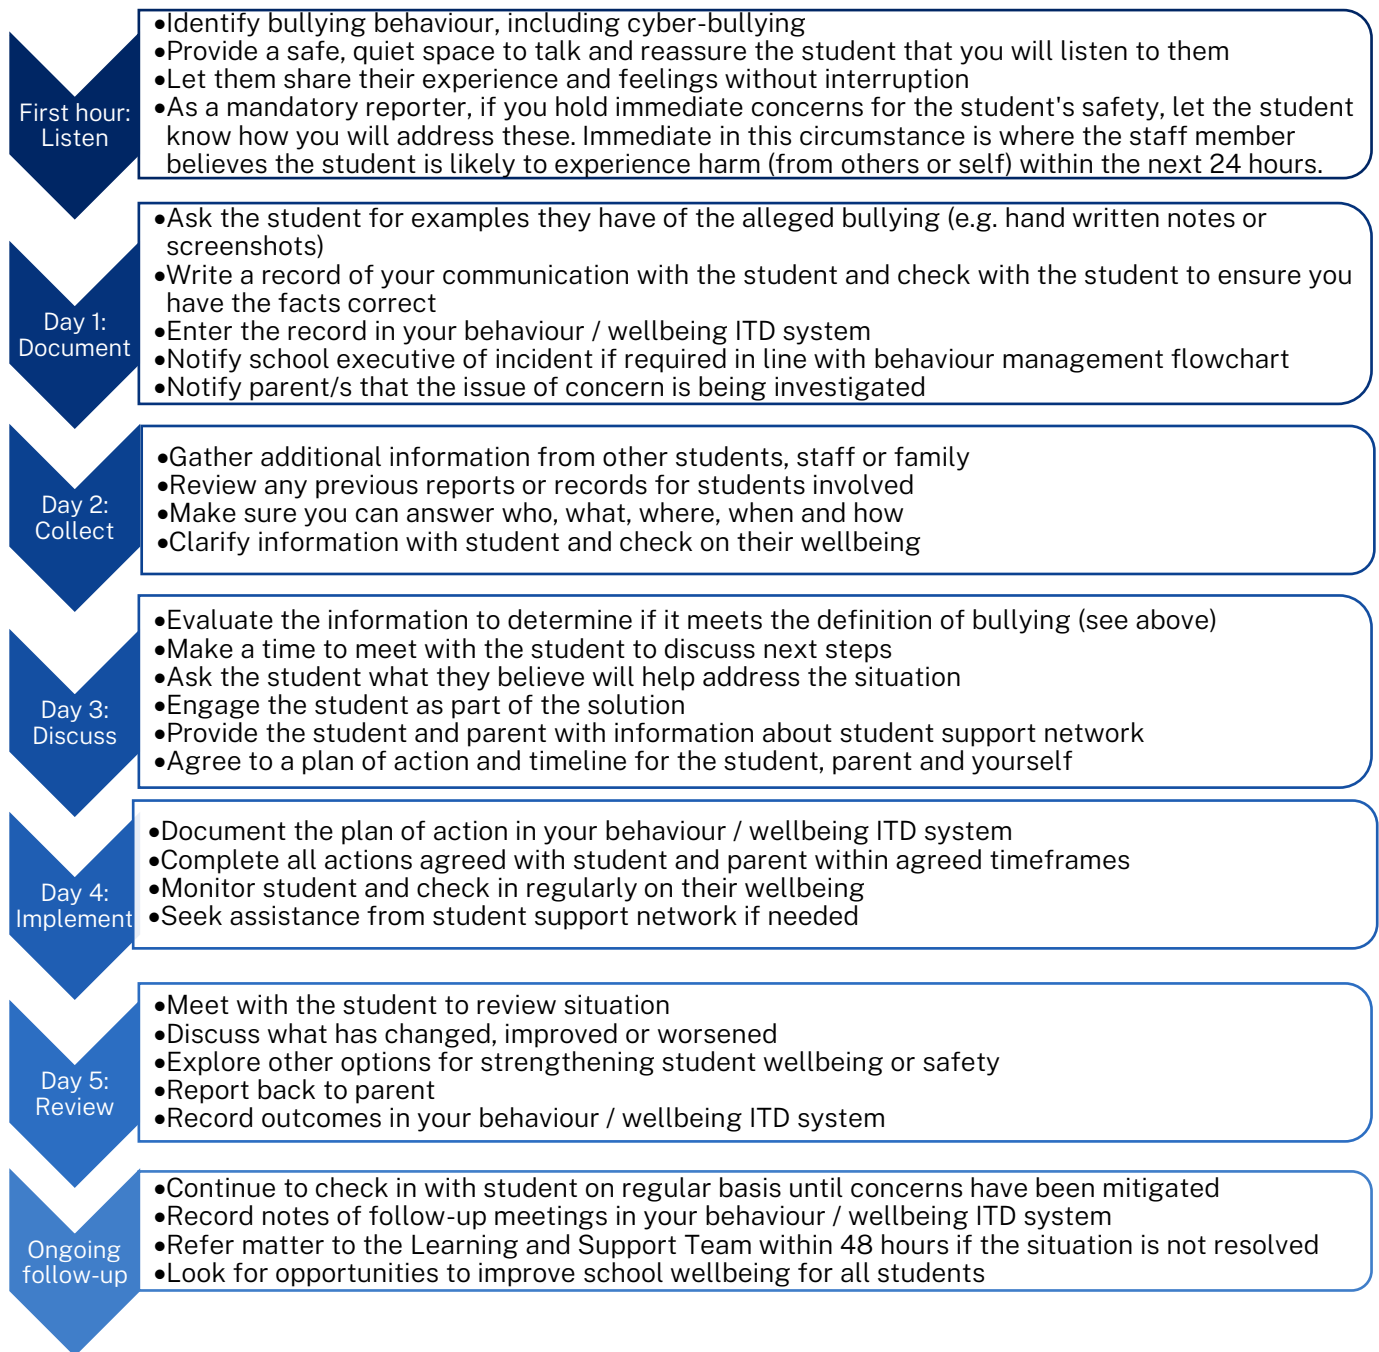 First hour:
Listen
•Identify bullying behaviour, including cyber-bullying
•Provide a safe, quiet space to talk and reassure the student that you will listen to them
•Let them share their experience and feelings without interruption
•As a mandatory reporter, if you hold immediate concerns for the student's safety, let the student
know how you will address these. Immediate in this circumstance is where the staff member
believes the student is likely to experience harm (from others or self) within the next 24 hours.
Day 1:
Document
•Ask the student for examples they have of the alleged bullying (e.g. hand written notes or
screenshots)
•Write a record of your communication with the student and check with the student to ensure you
have the facts correct
•Enter the record in your behaviour / wellbeing ITD system
•Notify school executive of incident if required in line with behaviour management flowchart
•Notify parent/s that the issue of concern is being investigated
Day 2:
Collect
•Gather additional information from other students, staff or family
•Review any previous reports or records for students involved
•Make sure you can answer who, what, where, when and how
•Clarify information with student and check on their wellbeing
Day 3:
Discuss
•Evaluate the information to determine if it meets the definition of bullying (see above)
•Make a time to meet with the student to discuss next steps
•Ask the student what they believe will help address the situation
•Engage the student as part of the solution
•Provide the student and parent with information about student support network
•Agree to a plan of action and timeline for the student, parent and yourself
Day 4:
Implement
•Document the plan of action in your behaviour / wellbeing ITD system
•Complete all actions agreed with student and parent within agreed timeframes
•Monitor student and check in regularly on their wellbeing
•Seek assistance from student support network if needed
Day 5:
Review
•Meet with the student to review situation
•Discuss what has changed, improved or worsened
•Explore other options for strengthening student wellbeing or safety
•Report back to parent
•Record outcomes in your behaviour / wellbeing ITD system
Ongoing
follow-up
•Continue to check in with student on regular basis until concerns have been mitigated
•Record notes of follow-up meetings in your behaviour / wellbeing ITD system
•Refer matter to the Learning and Support Team within 48 hours if the situation is not resolved
•Look for opportunities to improve school wellbeing for all students